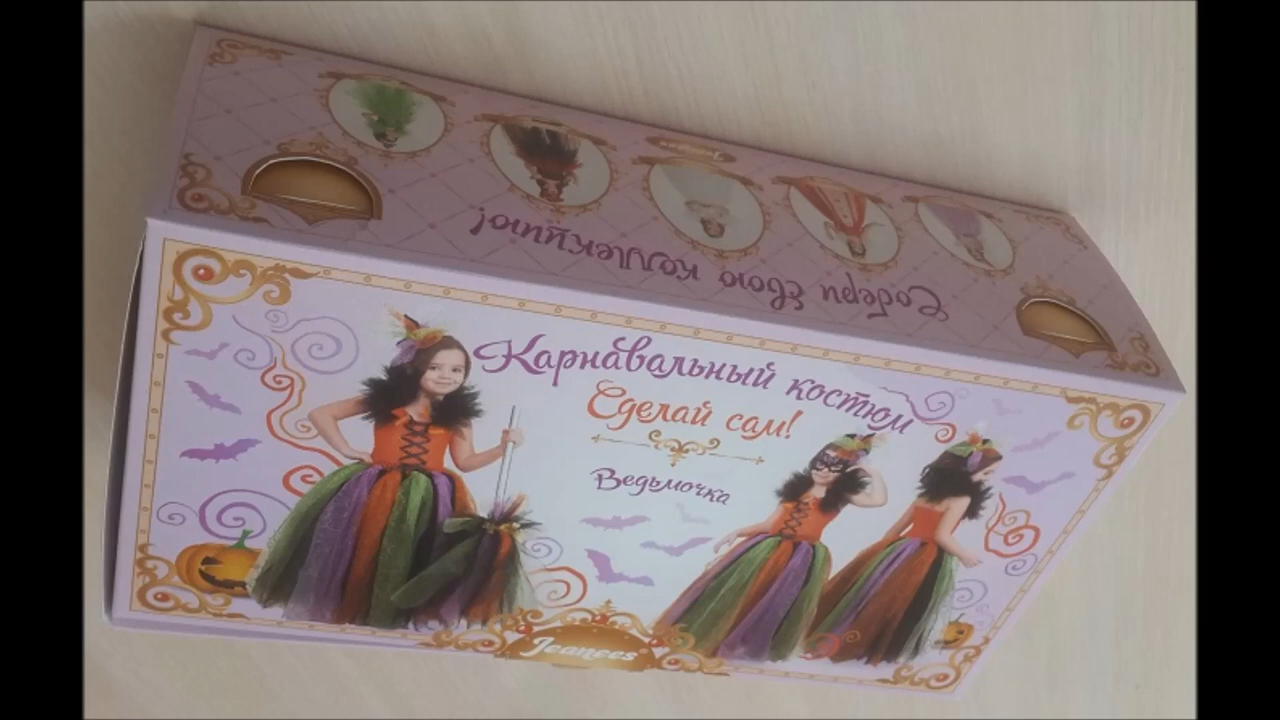 Собери свою коллекцию!
Карнавальный костюм
Сделай сам!
Ведьмочка
Jeanees